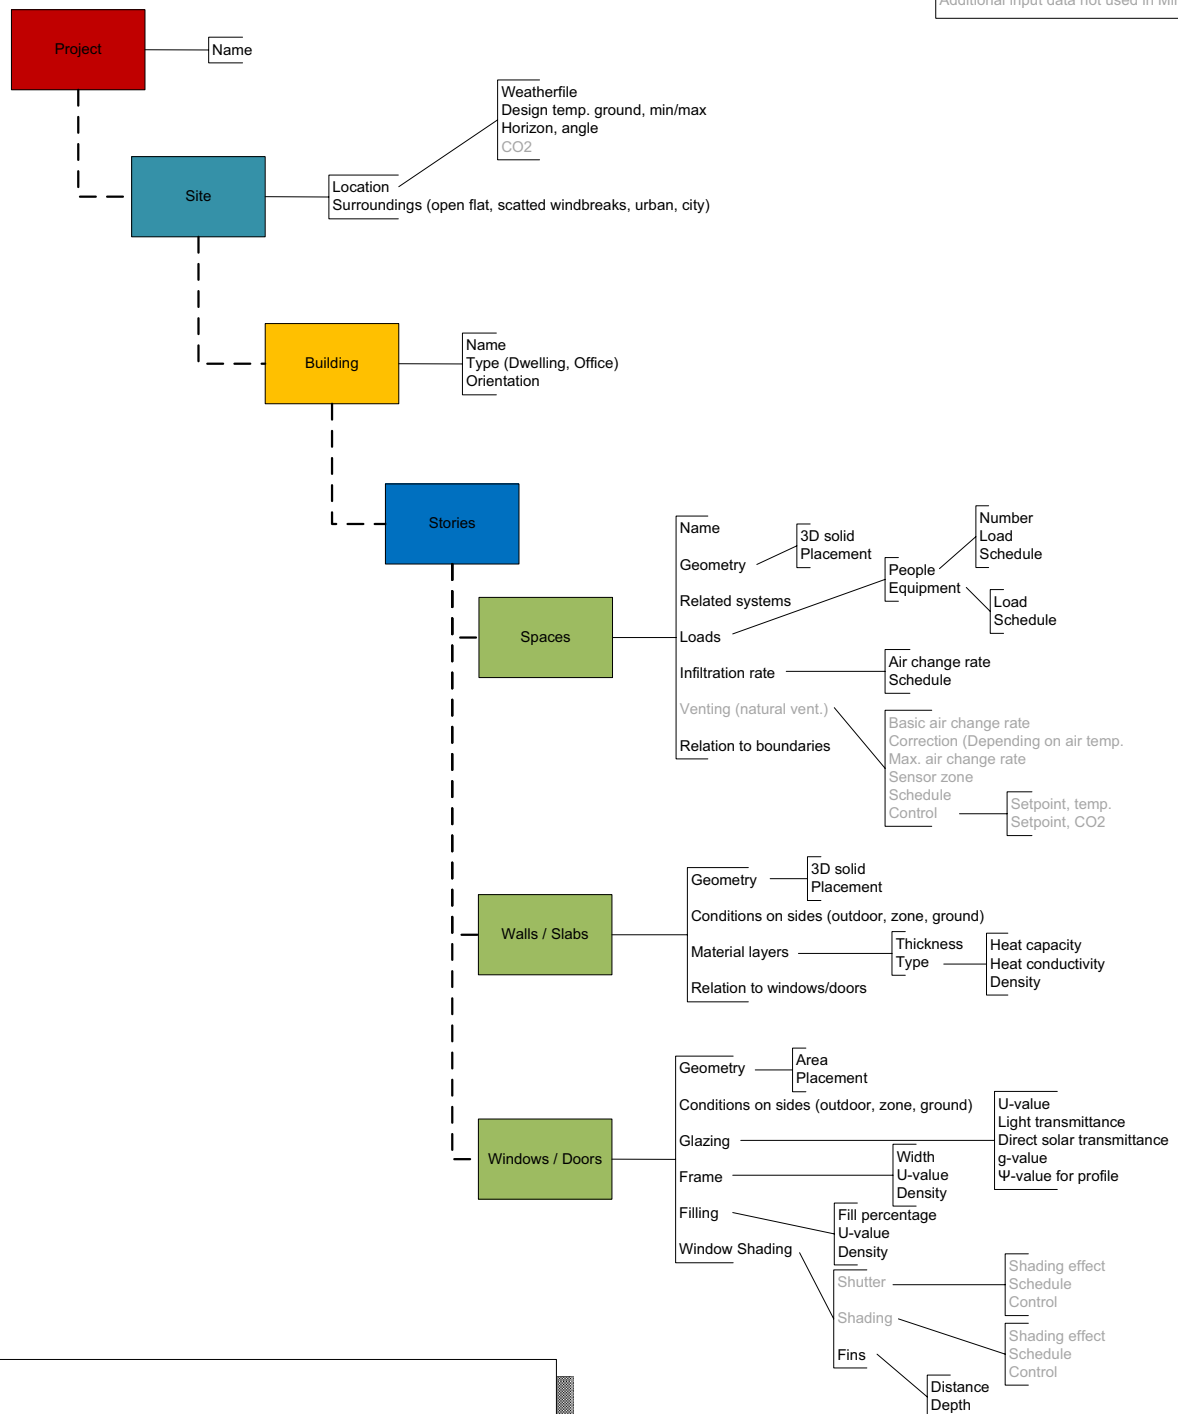 Additional input data not used in
Project
Name
Weatherfile
Design temp. ground, min/max
Horizon, angle
CO2
Site
Location
Surroundings (open flat, scatted windbreaks, urban, city)
Building
Name
Type (Dwelling, Office)
Orientation
Stories
Spaces
Name
Geometry
3D solid
Placement
Related systems
Loads
People
Equipment
Number
Load
Schedule
Load
Schedule
Infiltration rate
Air change rate
Schedule
Venting (natural vent.)
Basic air change rate
Correction (Depending on air temp.
Max. air change rate
Sensor zone
Schedule
Control
Setpoint, temp.
Setpoint, CO2
Relation to boundaries
Walls / Slabs
Geometry
3D solid
Placement
Conditions on sides (outdoor, zone, ground)
Material layers
Thickness
Type
Heat capacity
Heat conductivity
Density
Relation to windows/doors
Windows / Doors
Geometry
Area
Placement
Conditions on sides (outdoor, zone, ground)
Glazing
U-value
Light transmittance
Direct solar transmittance
g-value
Ψ-value for profile
Frame
Width
U-value
Density
Filling
Fill percentage
U-value
Density
Window Shading
Shutter
Shading effect
Schedule
Control
Shading
Shading effect
Schedule
Control
Fins
Distance
Depth